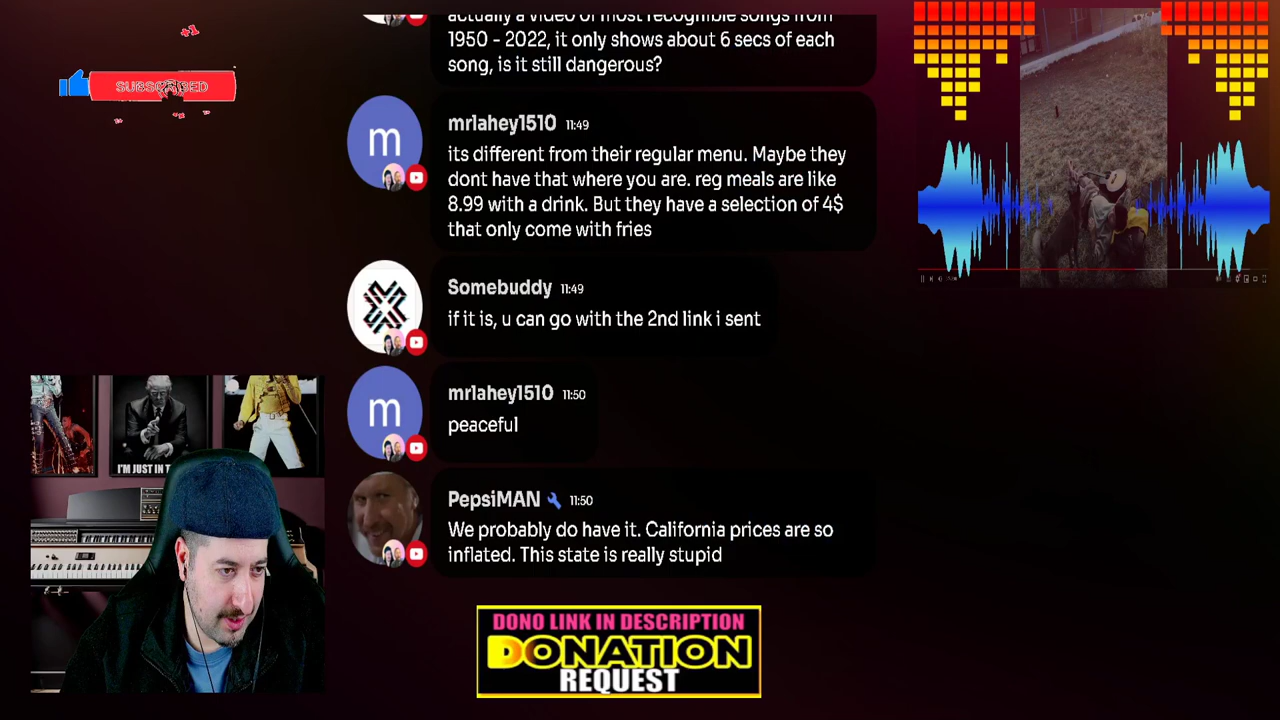 +1
SUBSCRIBED
actually a video of most recognible songs from
1950 - 2022, it only shows about 6 secs of each
song, is it still dangerous?
m
mrlahey1510 11:49
its different from their regular menu. Maybe they
dont have that where you are. reg meals are like
8.99 with a drink. But they have a selection of 4$
that only come with fries
Somebuddy 11:49
if it is, u can go with the 2nd link i sent
m
mrlahey1510 11:50
peaceful
PepsiMAN 11:50
We probably do have it. California prices are so
inflated. This state is really stupid
I'M JUST IN T
DONO LINK IN DESCRIPTION
DONATION
REQUEST